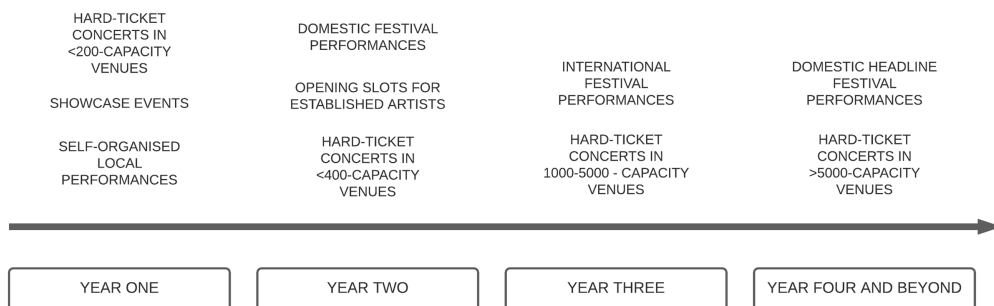 HARD-TICKET
CONCERTS IN
<200-CAPACITY
VENUES
SHOWCASE EVENTS
SELF-ORGANISED
LOCAL
PERFORMANCES
DOMESTIC FESTIVAL
PERFORMANCES
OPENING SLOTS FOR
ESTABLISHED ARTISTS
HARD-TICKET
CONCERTS IN
<400-CAPACITY
VENUES
INTERNATIONAL
FESTIVAL
PERFORMANCES
HARD-TICKET
CONCERTS IN
1000-5000 - CAPACITY
VENUES
DOMESTIC HEADLINE
FESTIVAL
PERFORMANCES
HARD-TICKET
CONCERTS IN
>5000-CAPACITY
VENUES
YEAR ONE
YEAR TWO
YEAR THREE
YEAR FOUR AND BEYOND